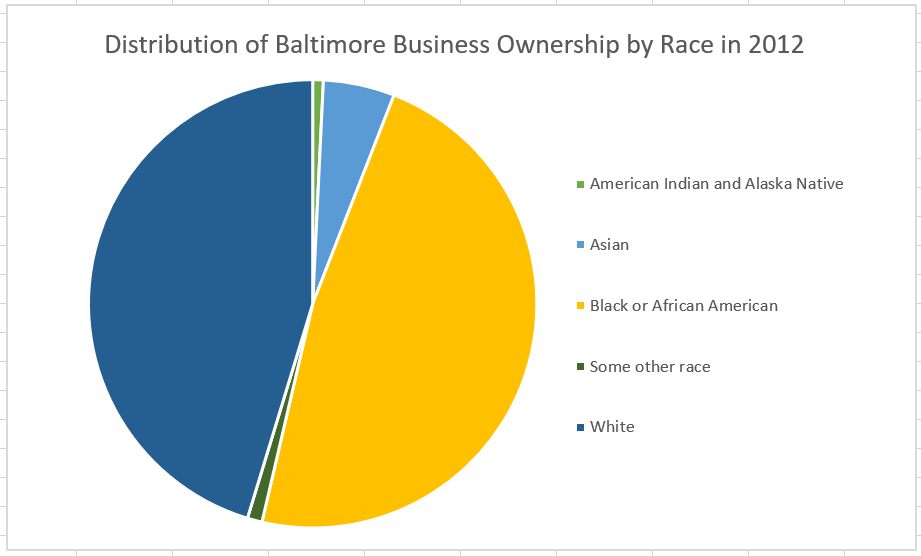 Distribution of Baltimore Business Ownership by Race in 2012
American Indian and Alaska Native
Asian
Black or African American
Some other race
White